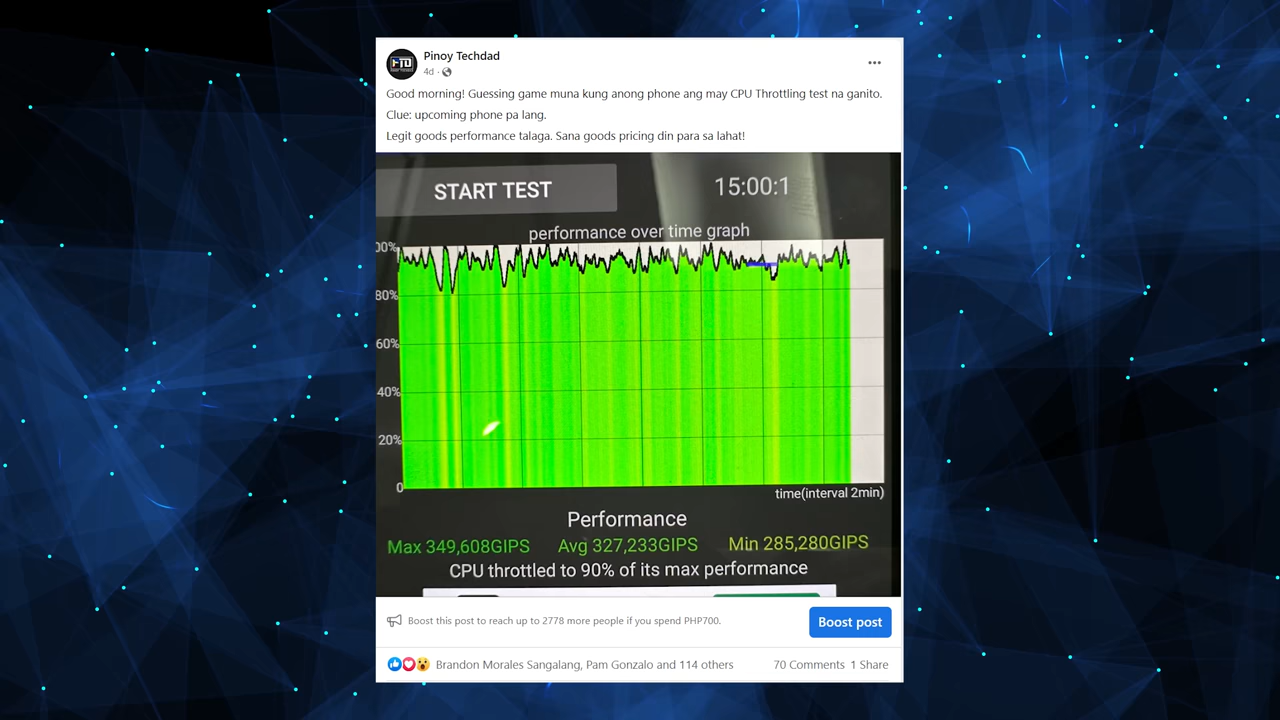 Pinoy Techdad
4d ·
Good morning! Guessing game muna kung anong phone ang may CPU Throttling test na ganito.
Clue: upcoming phone pa lang.
Legit goods performance talaga. Sana goods pricing din para sa lahat!
START TEST
15:00:1
performance over time graph
00%
80%
60%
40%
20%
0
time(interval 2min)
Performance
Max 349,608GIPS Avg 327,233GIPS Min 285,280GIPS
CPU throttled to 90% of its max performance
Boost this post to reach up to 2778 more people if you spend PHP700.
Boost post
Brandon Morales Sangalang, Pam Gonzalo and 114 others
70 Comments 1 Share